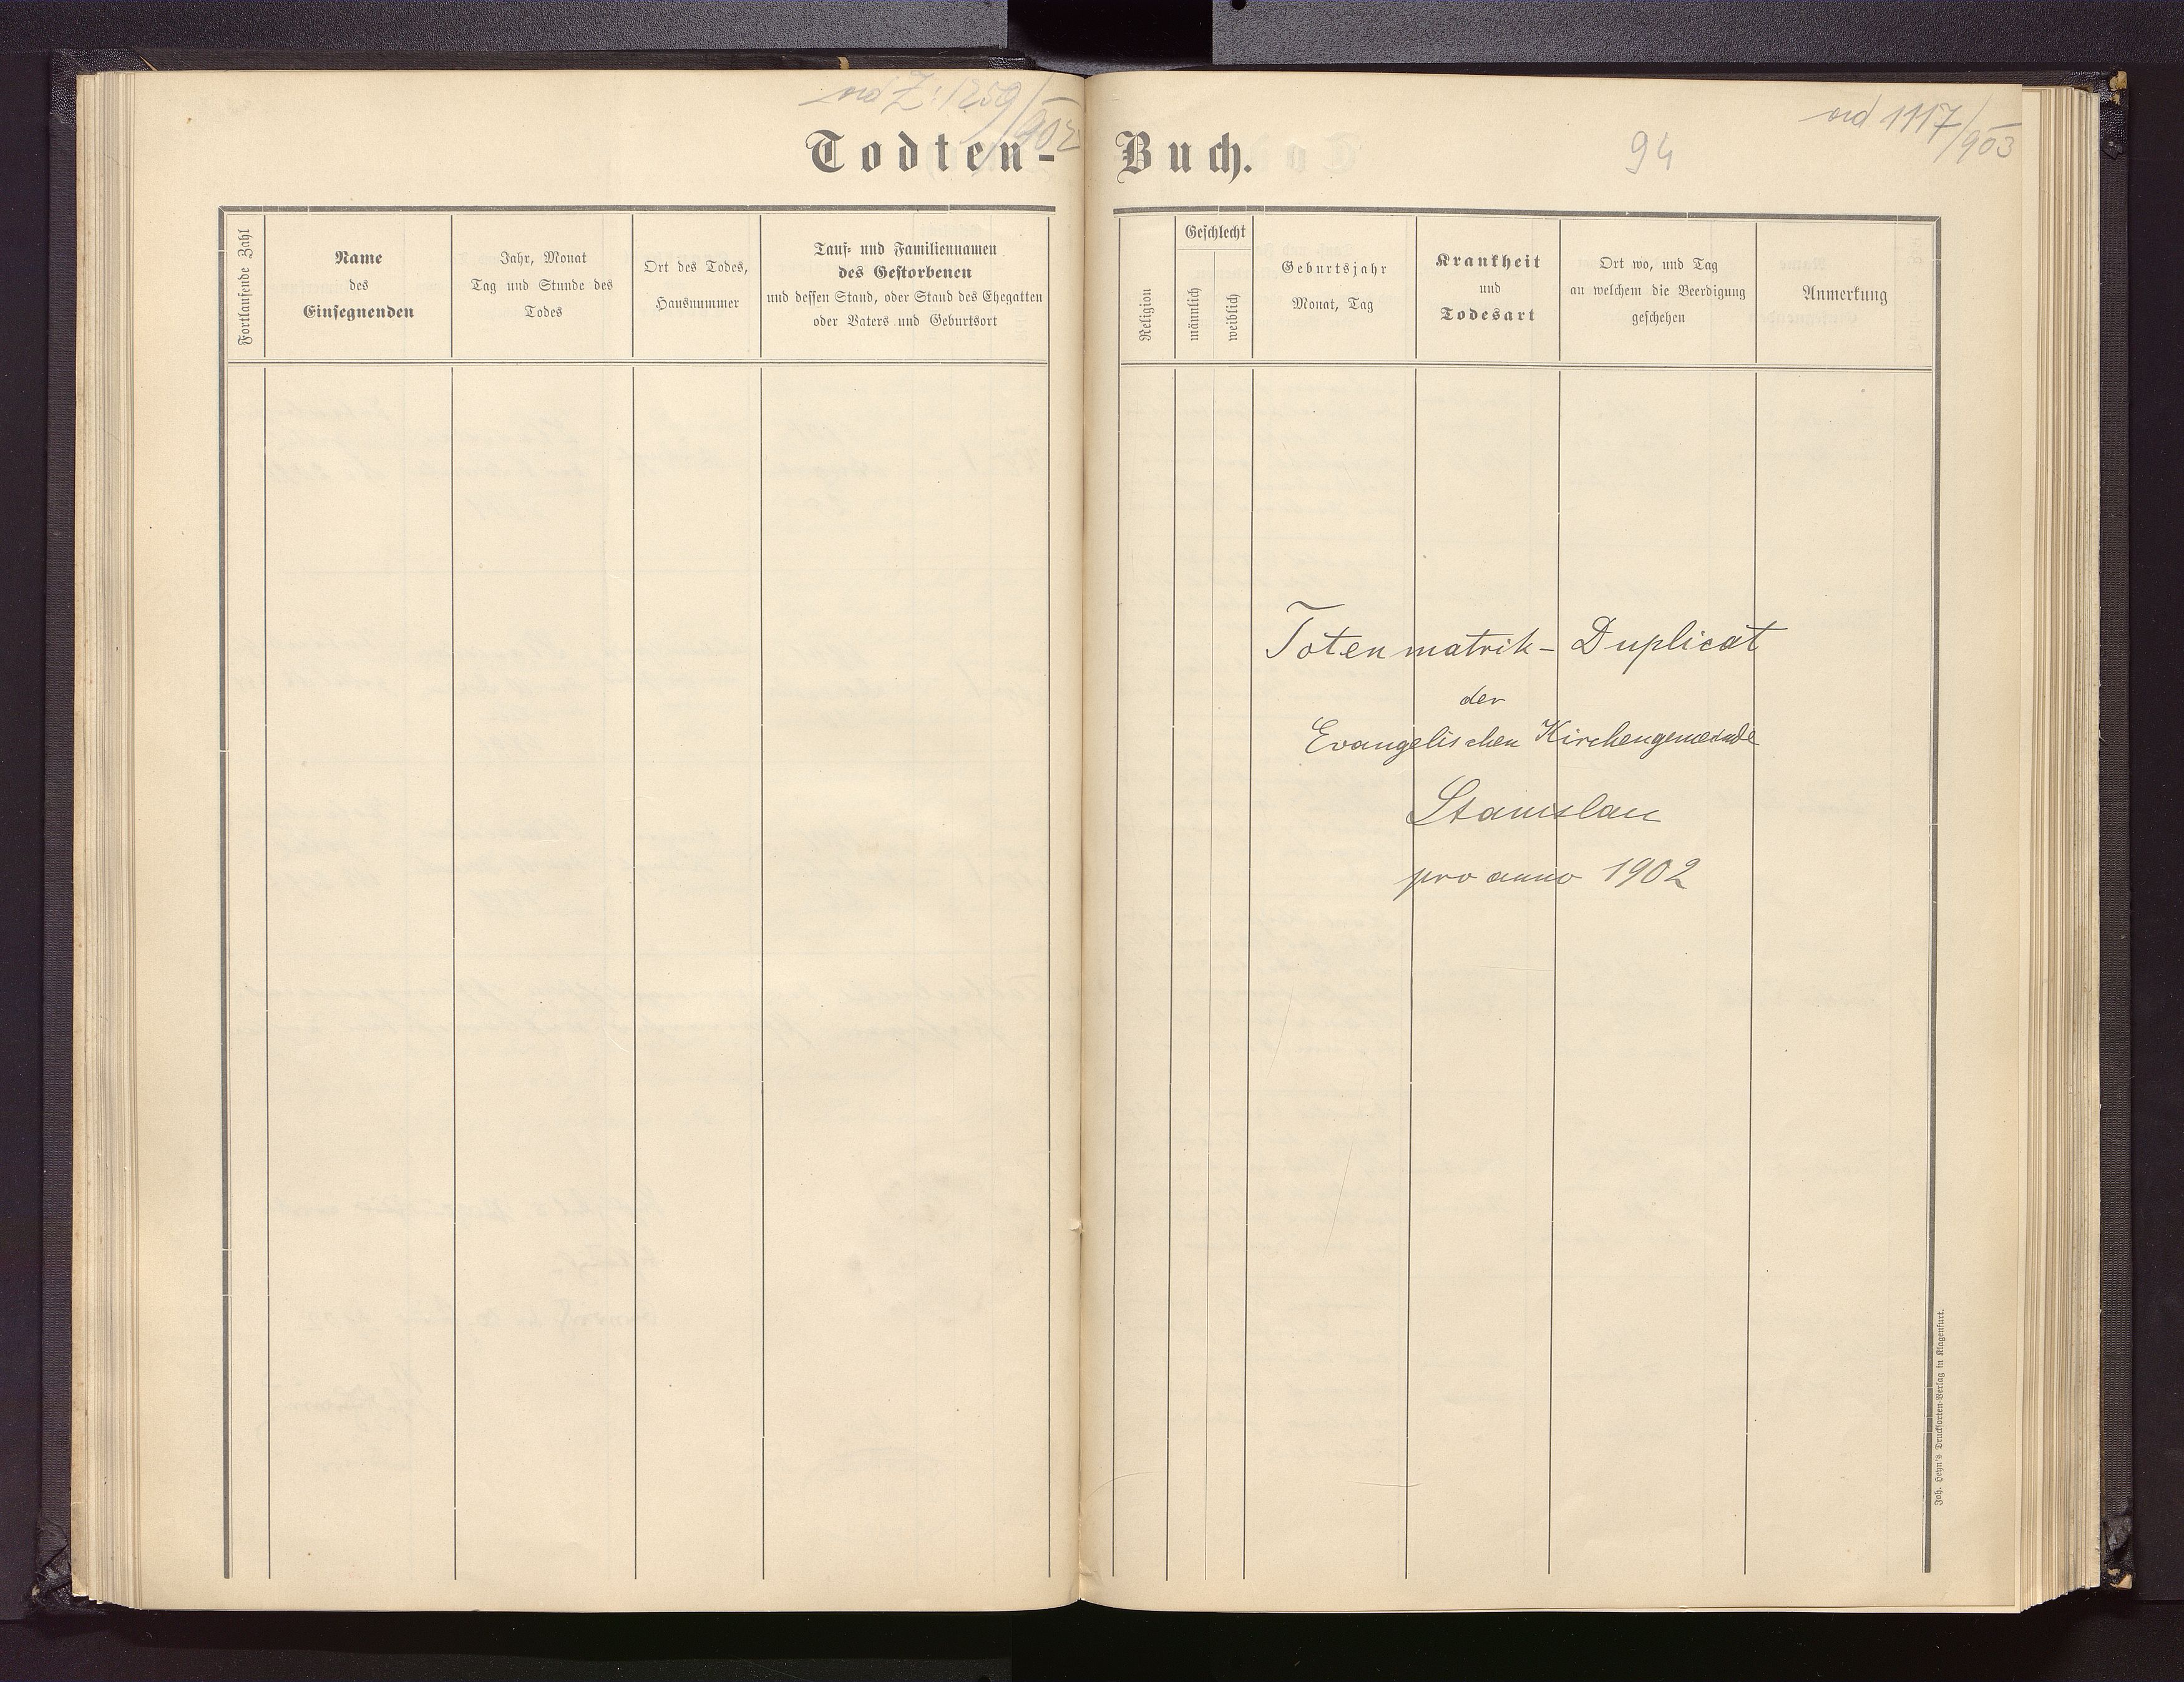 ad Z: 1259/902
Todten-Buch.
94
ad 1117/903
Fortlaufende Zahl
Name
des
Einsegnenden
Jahr, Monat
Tag und Stunde des
Todes
Ort des Todes,
Hausnummer
Tauf- und Familiennamen
des Gestorbenen
und dessen Stand, oder Stand des Ehegatten
oder Vaters und Geburtsort
Religion
Geschlecht
männlich
weiblich
Geburtsjahr
Monat, Tag
Krankheit
und
Todesart
Ort wo, und Tag
an welchem die Beerdigung
geschehen
Anmerkung
Totenmatrik-Duplicat
der
Evangelischen Kirchengemeinde
Stanislau
pro anno 1902
Joh. Heyn's Drucksorten-Verlag in Klagenfurt.